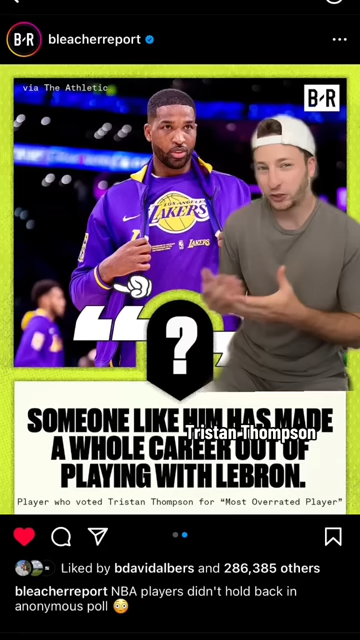 B/R
bleacherreport
via The Athletic
B/R
LOS ANGELES
LAKERS
LAKERS
“
?
SOMEONE LIKE HIM HAS MADE
Tristan Thompson
A WHOLE CAREER OUT OF
PLAYING WITH LEBRON.
Player who voted Tristan Thompson for “Most Overrated Player”
Liked by bdavidalbers and 286,385 others
bleacherreport NBA players didn't hold back in
anonymous poll 😳